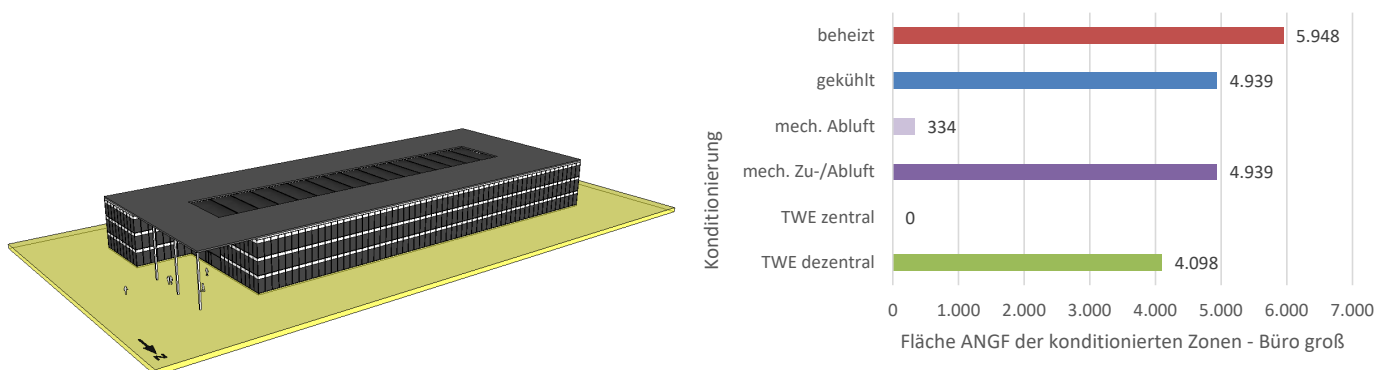 N
Konditionierung
beheizt 5.948
gekühlt 4.939
mech. Abluft 334
mech. Zu-/Abluft 4.939
TWE zentral 0
TWE dezentral 4.098
0 1.000 2.000 3.000 4.000 5.000 6.000 7.000
Fläche ANGF der konditionierten Zonen - Büro groß